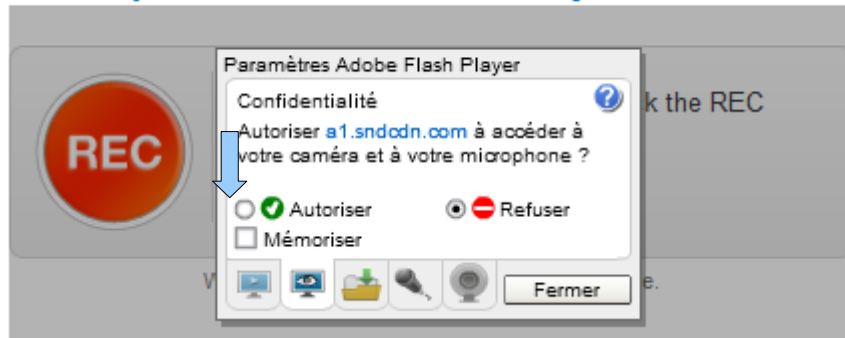 Paramètres Adobe Flash Player
Confidentialité
Autoriser a1.sndcdn.com à accéder à
votre caméra et à votre microphone ?
REC
k the REC
Autoriser
Refuser
Mémoriser
Fermer
e.